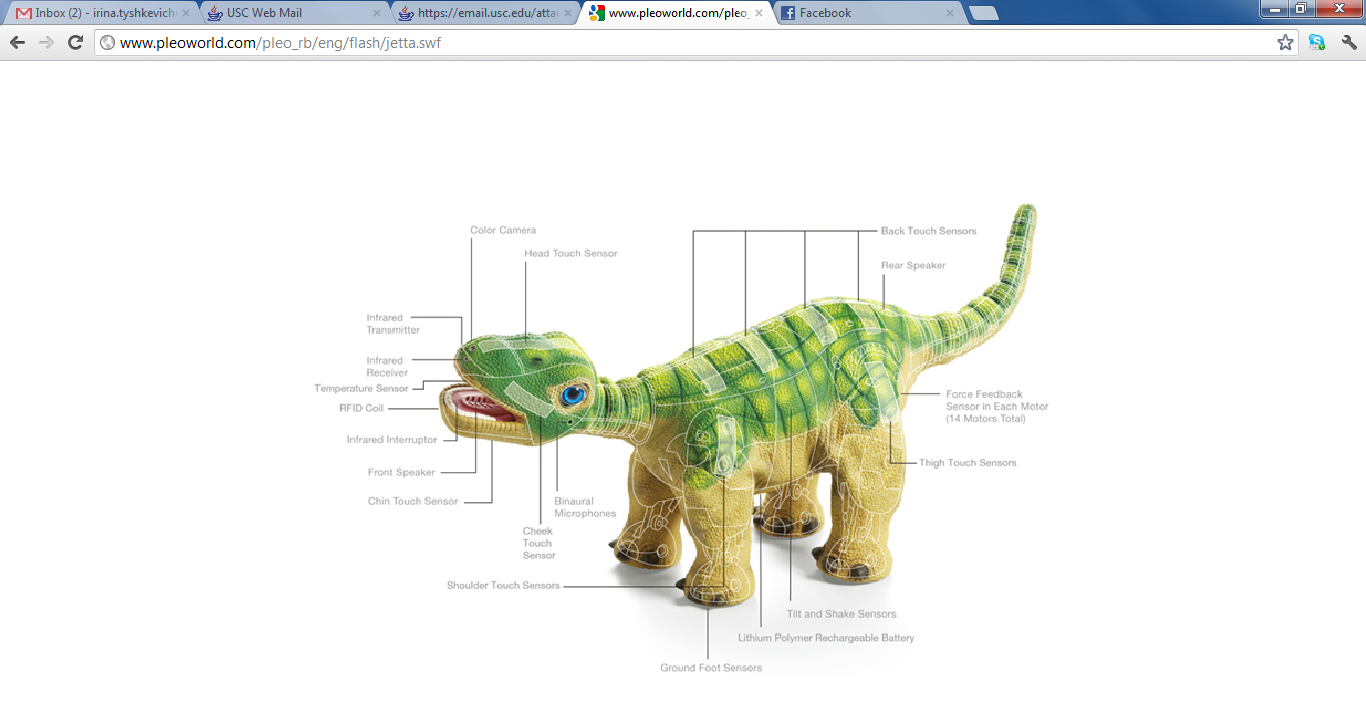 Inbox (2) - irina.tyshkevich
USC Web Mail
https://email.usc.edu/atta
www.pleoworld.com/pleo_
Facebook
www.pleoworld.com/pleo_rb/eng/flash/jetta.swf
Color Camera
Back Touch Sensors
Head Touch Sensor
Rear Speaker
Infrared
Transmitter
Infrared
Receiver
Temperature Sensor
RFID Coil
Force Feedback
Sensor in Each Motor
(14 Motors Total)
Infrared Interruptor
Thigh Touch Sensors
Front Speaker
Chin Touch Sensor
Binaural
Microphones
Cheek
Touch
Sensor
Shoulder Touch Sensors
Tilt and Shake Sensors
Lithium Polymer Rechargeable Battery
Ground Foot Sensors